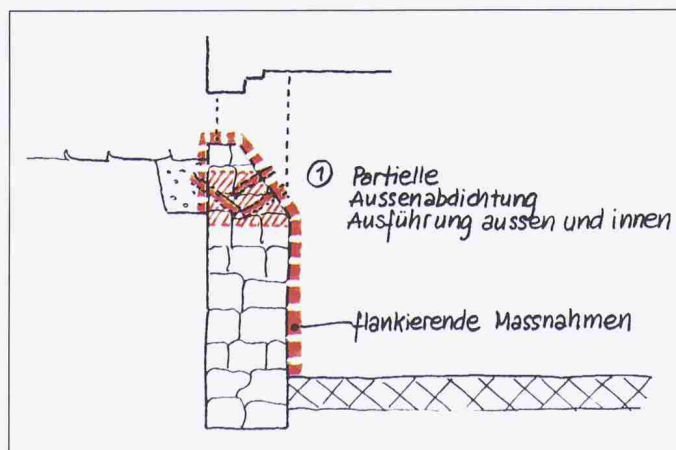 ① Partielle
Aussenabdichtung
Ausführung aussen und innen
flankierende Massnahmen